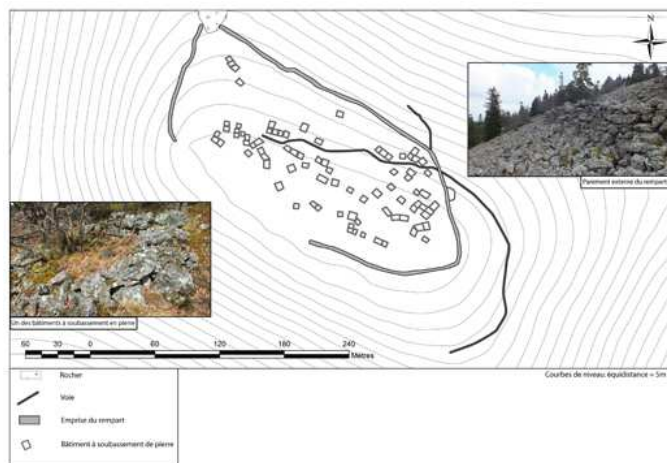 N
Parement externe du rempart
Un des bâtiments à soubassement en pierre
60 30 0 60 120 180 240
Mètres
Courbes de niveau: équidistance = 5m
Rocher
Voie
Emprise du rempart
Bâtiment à soubassement de pierre